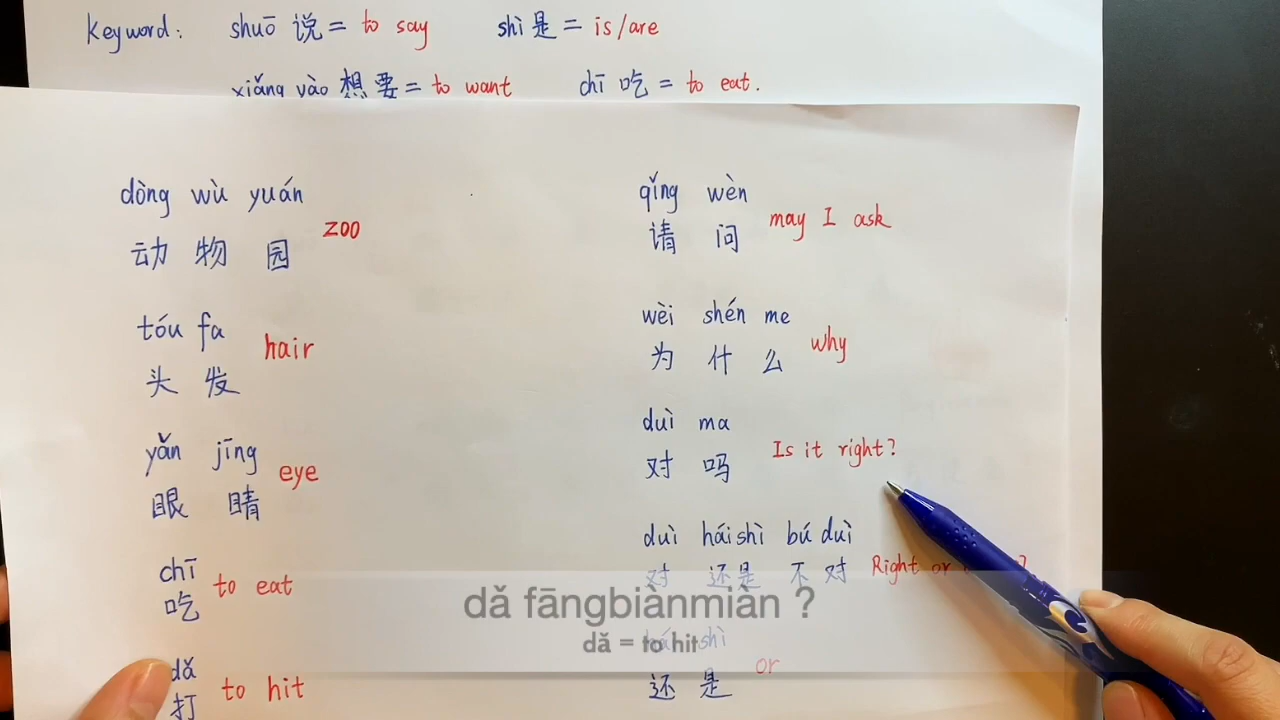 Keyword: shuō 说 = to say shì 是 = is/are
xiǎng yào 想 要 = to want chī 吃 = to eat.
dòng wù yuán
动 物 园 zoo
tóu fa
头 发 hair
yǎn jīng
眼 睛 eye
chī
吃 to eat
dǎ
打 to hit
qǐng wèn
请 问 may I ask
wèi shén me
为 什 么 why
duì ma
对 吗 Is it right?
duì háishì bú duì
对 还是 不 对 Right or ?
hái shì
还 是 or
dǎ fāngbiànmiàn ?
dǎ = to hit